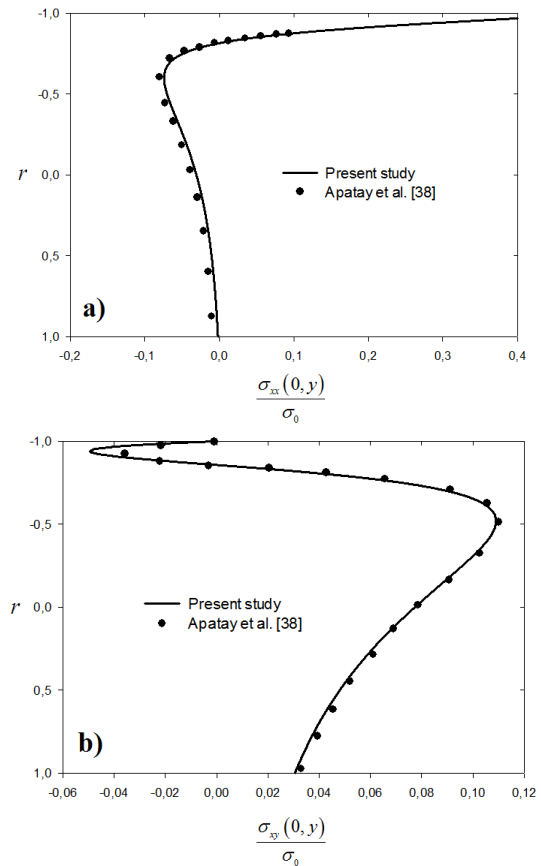 -1,0
-0,5
r
0,0
Present study
Apatay et al. [38]
0,5
a)
1,0
-0,2 -0,1 0,0 0,1 0,2 0,3 0,4
σxx(0, y)
σ0
-1,0
-0,5
r
0,0
Present study
Apatay et al. [38]
0,5
b)
1,0
-0,06 -0,04 -0,02 0,00 0,02 0,04 0,06 0,08 0,10 0,12
σxy(0, y)
σ0